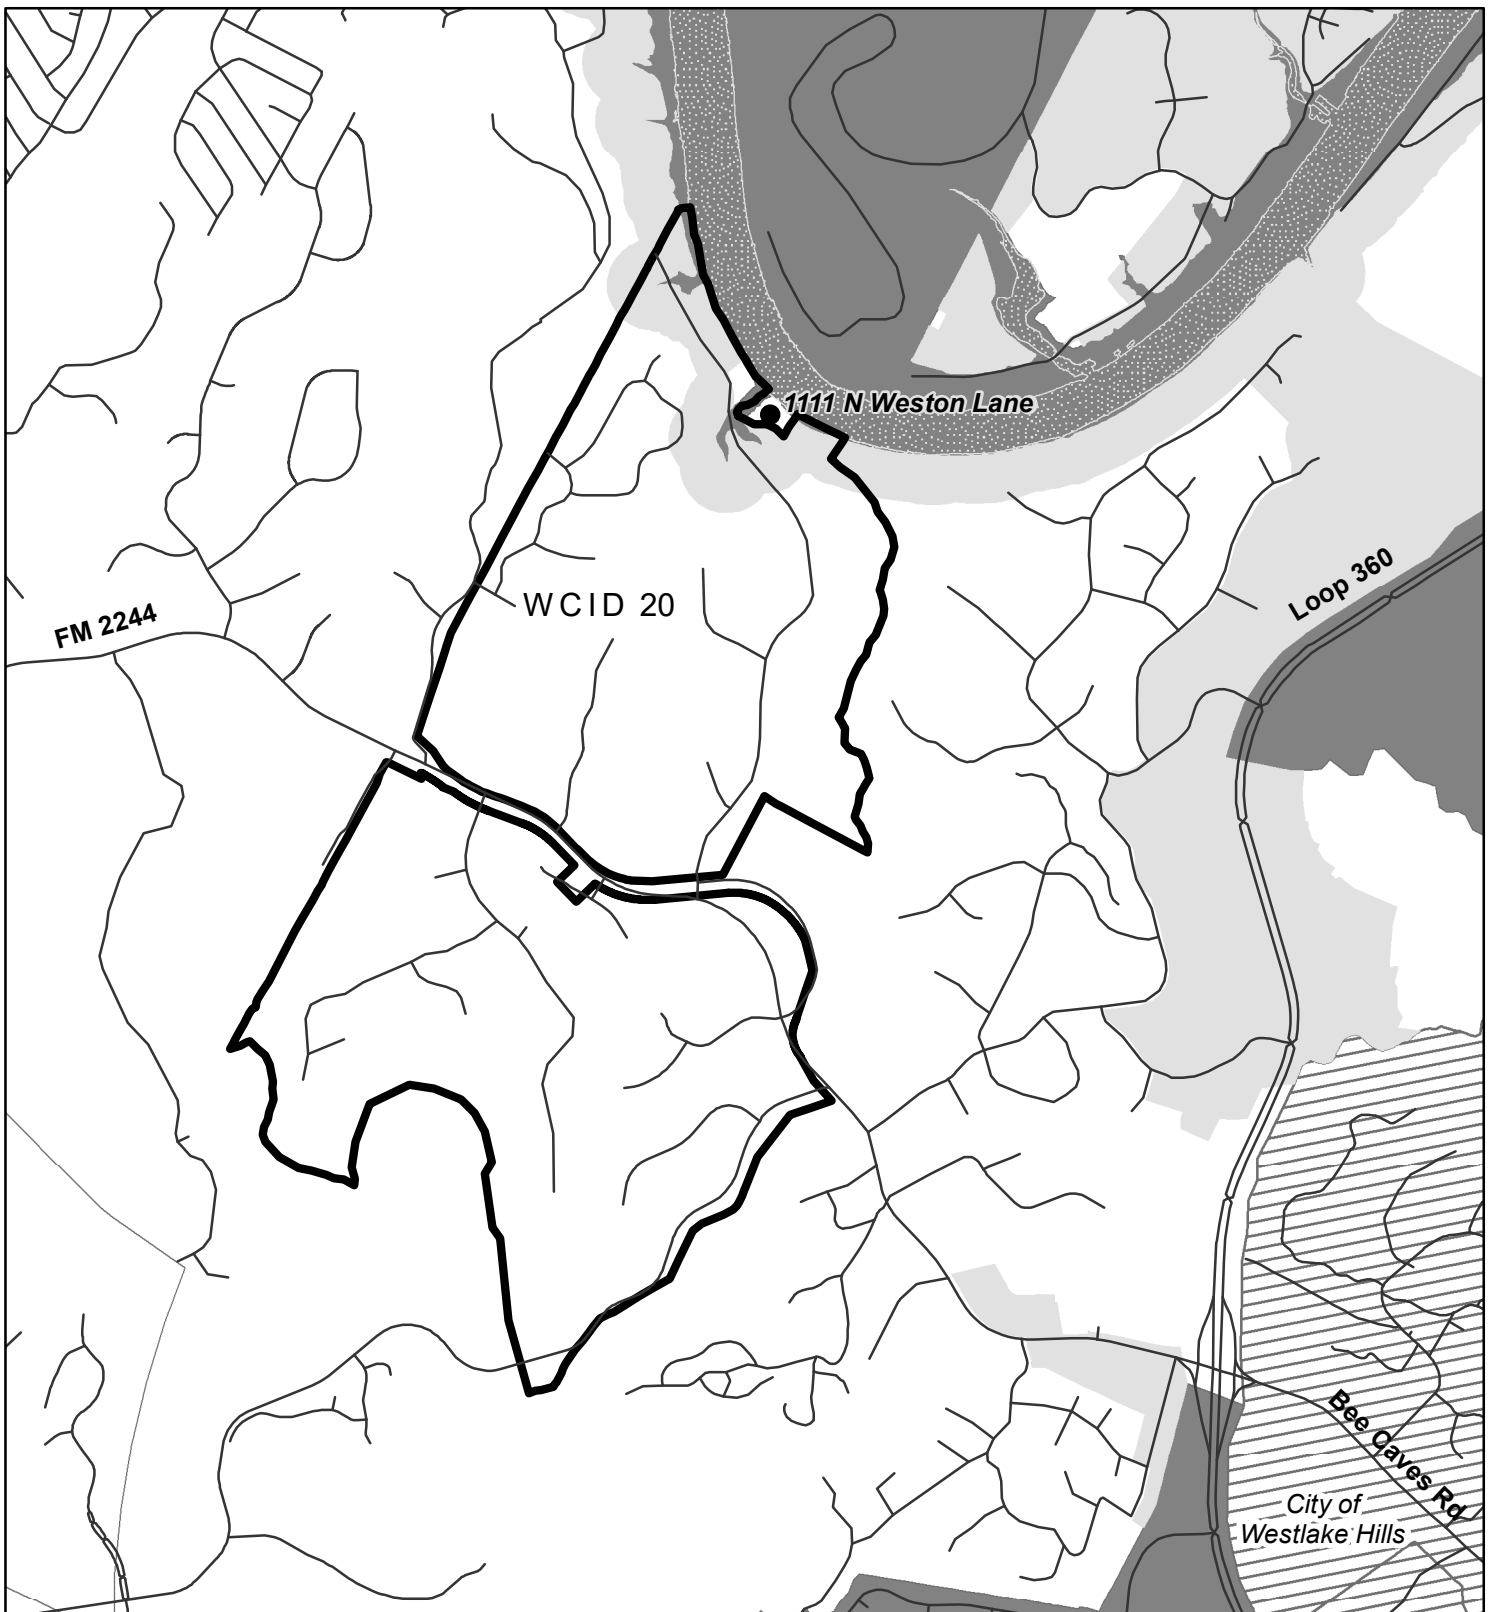 1111 N Weston Lane
Loop 360
WCID 20
FM 2244
Bee Caves Rd
City of
Westlake Hills